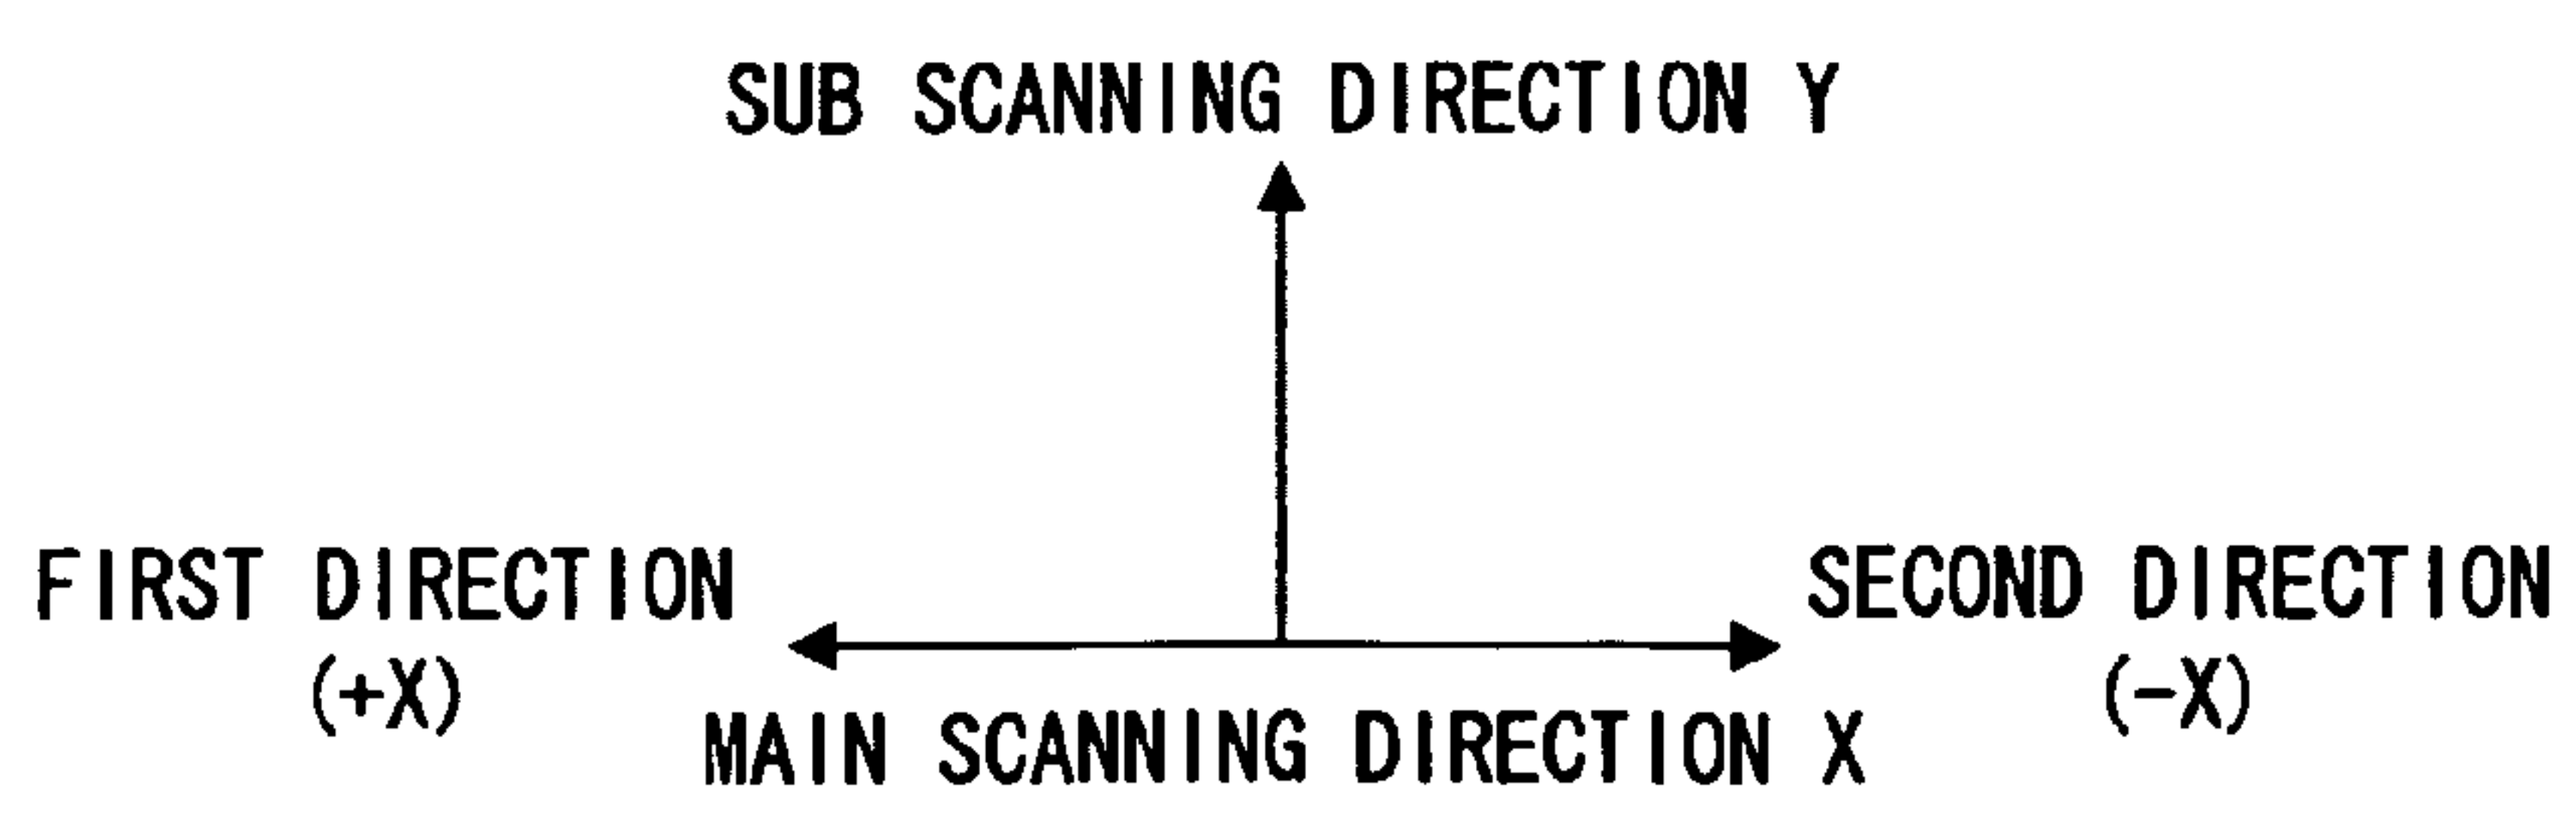 SUB SCANNING DIRECTION Y
FIRST DIRECTION
(+X)
SECOND DIRECTION
(-X)
MAIN SCANNING DIRECTION X